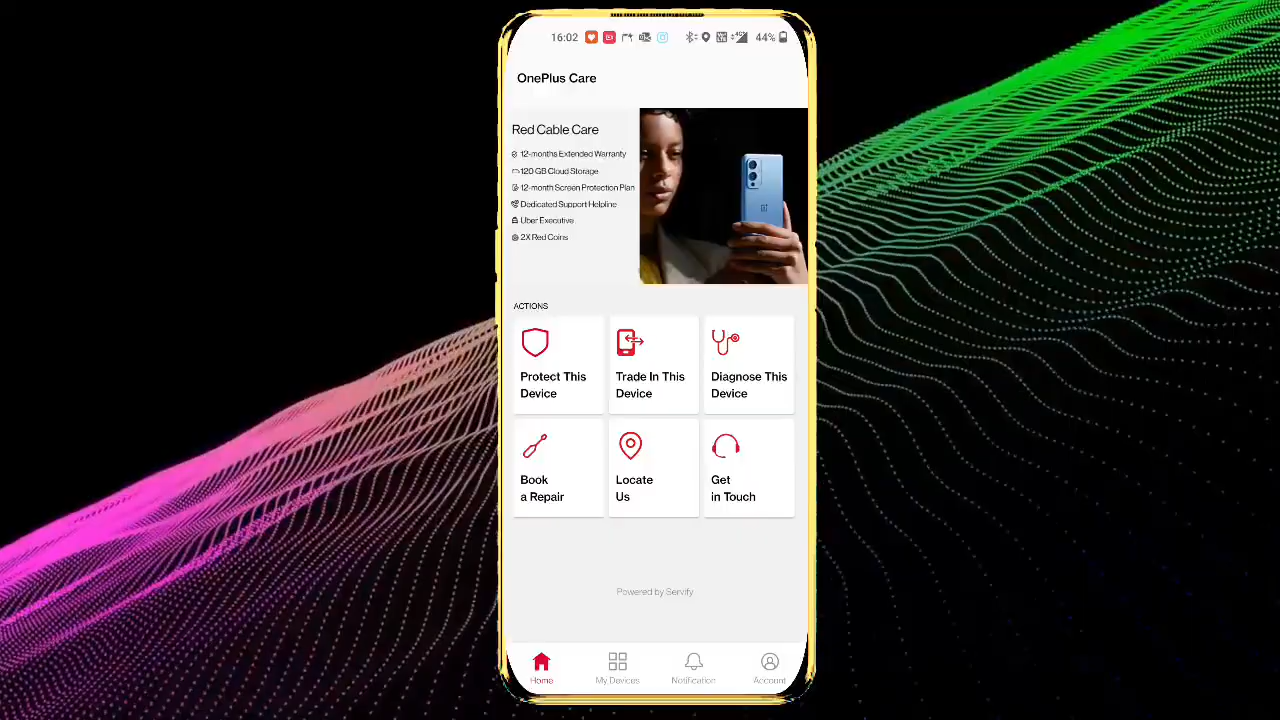 16:02
44%
OnePlus Care
Red Cable Care
12-months Extended Warranty
120 GB Cloud Storage
12-month Screen Protection Plan
Dedicated Support Helpline
Uber Executive
2X Red Coins
ACTIONS
Protect This
Device
Trade In This
Device
Diagnose This
Device
Book
a Repair
Locate
Us
Get
in Touch
Powered by Servify
Home
My Devices
Notification
Account